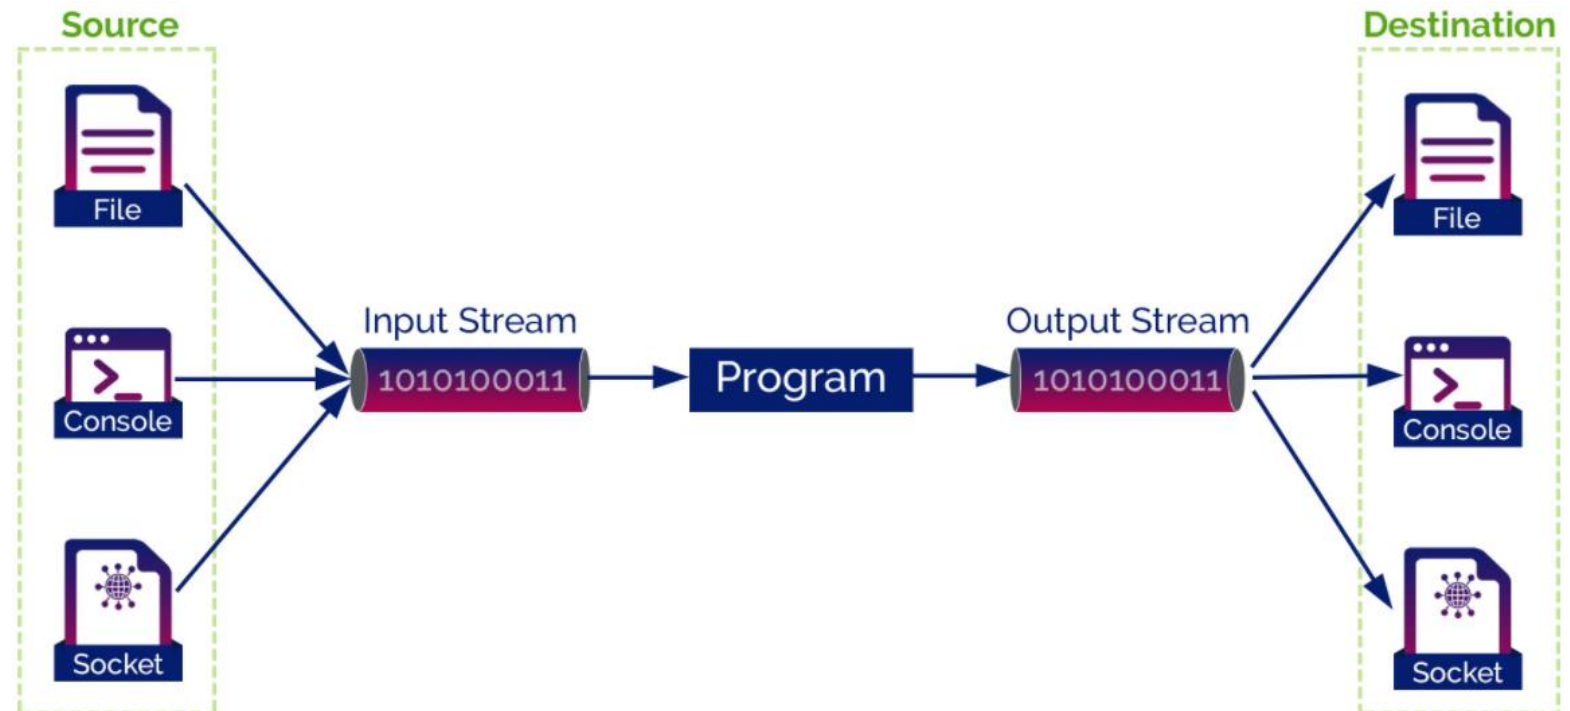 Source
Destination
File
Console
Socket
Input Stream
1010100011
Program
Output Stream
1010100011
File
Console
Socket